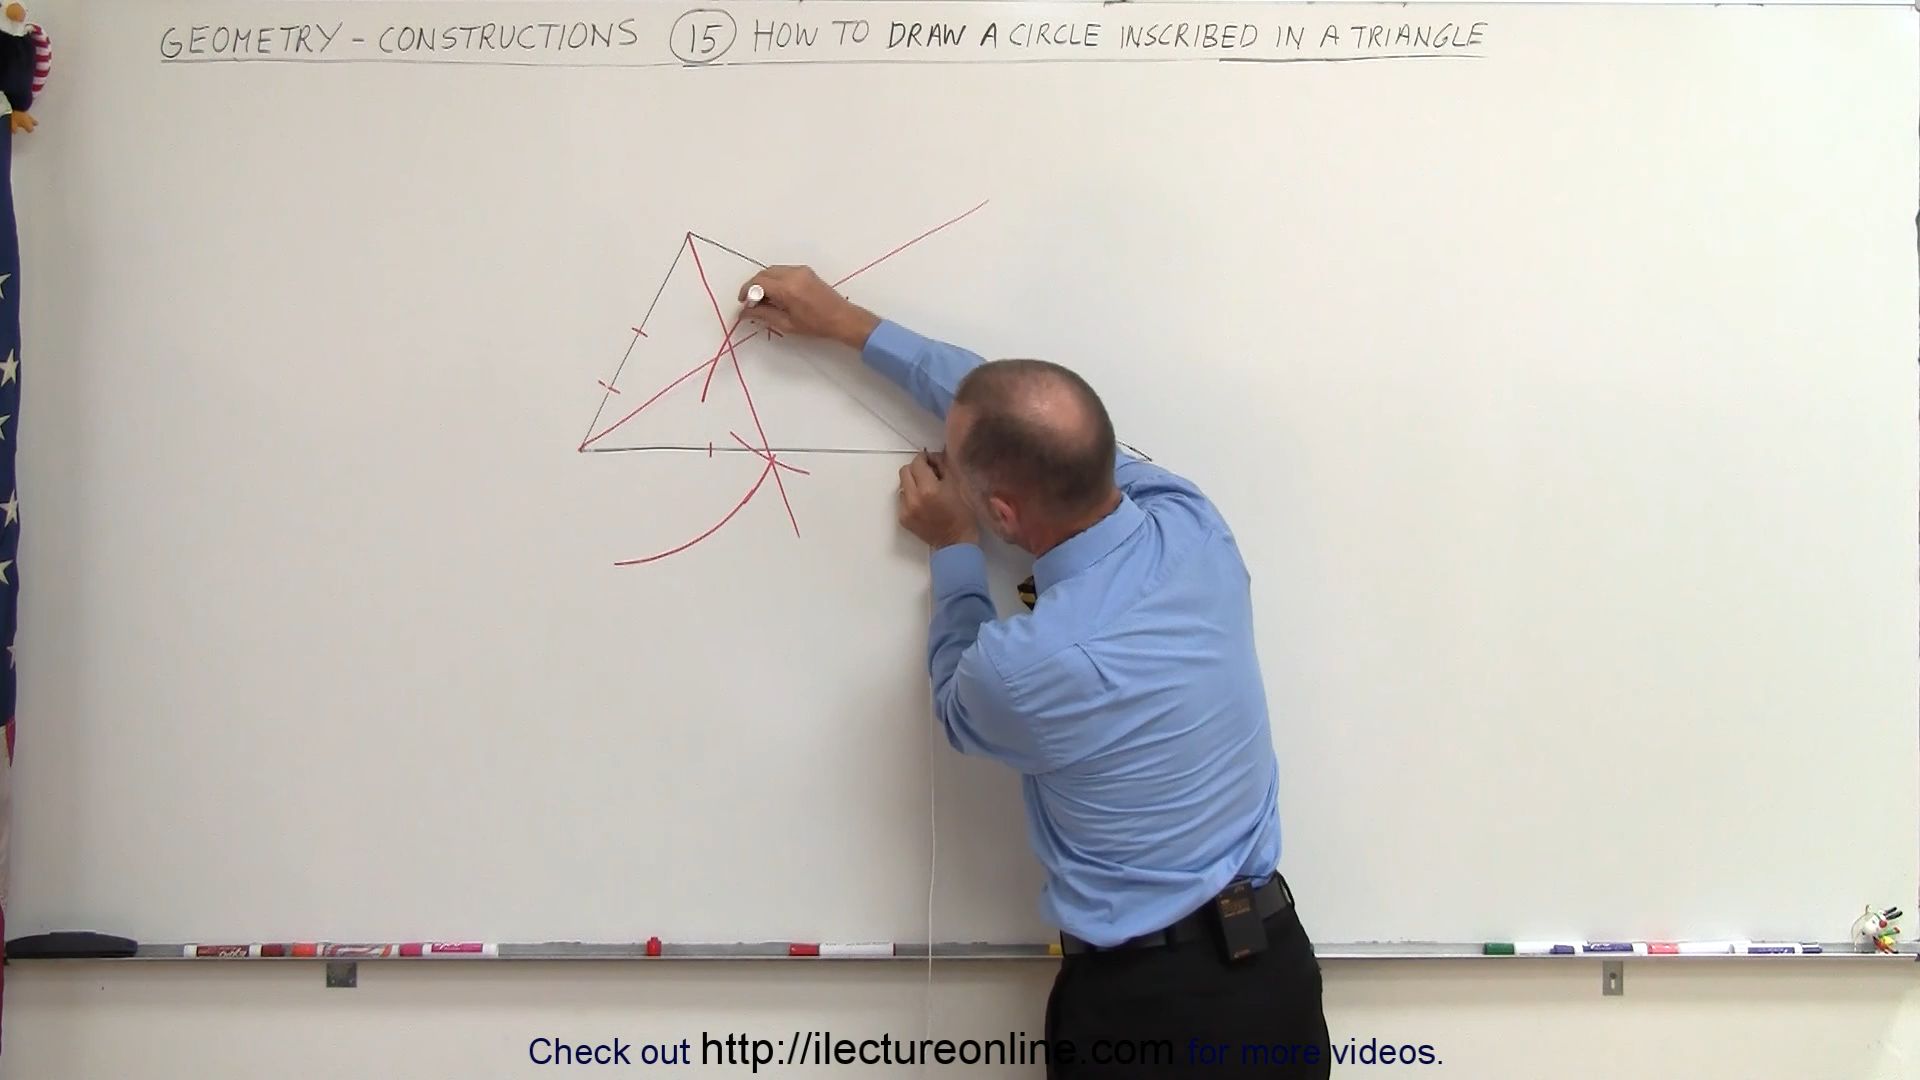 GEOMETRY - CONSTRUCTIONS 15 HOW TO DRAW A CIRCLE INSCRIBED IN A TRIANGLE
Check out http://ilectureonline.com for more videos.